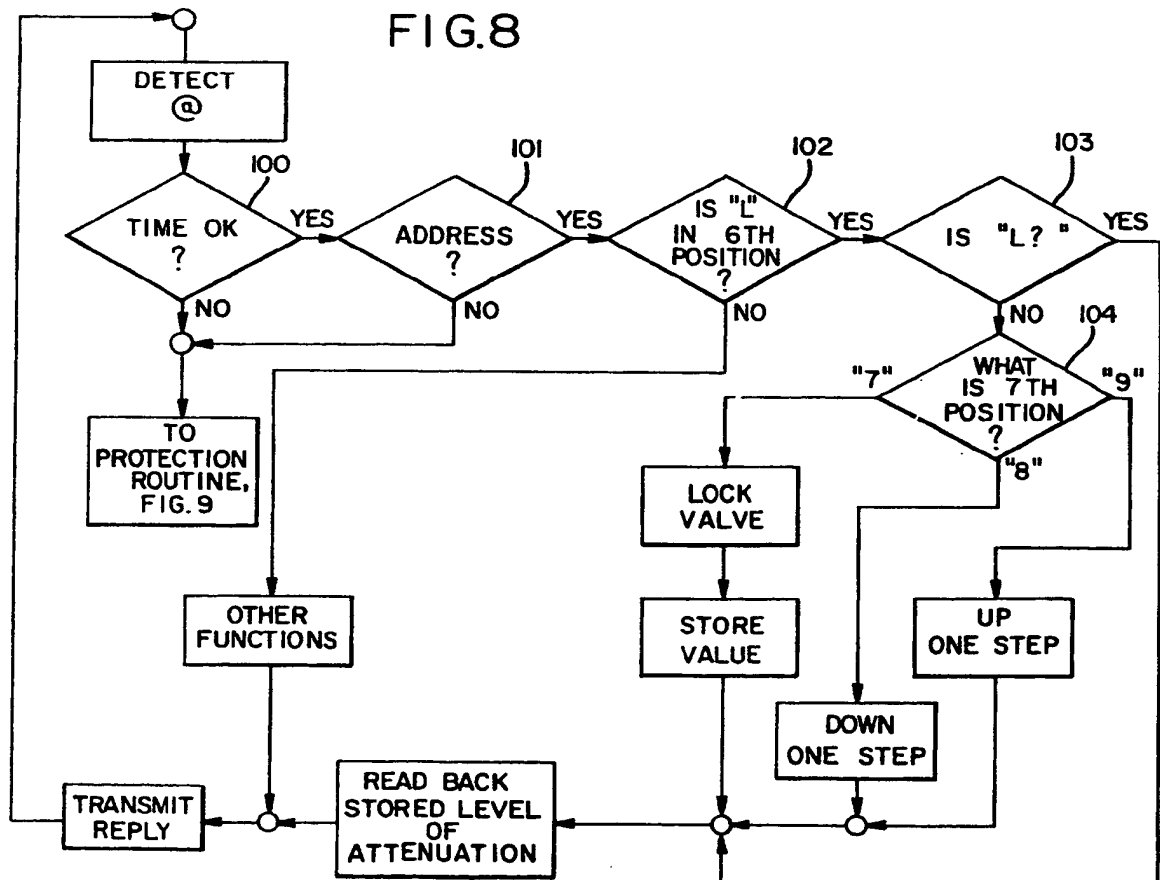 FIG.8
DETECT
@
100
TIME OK
?
YES
NO
101
ADDRESS
?
YES
NO
102
IS "L"
IN 6TH
POSITION
?
YES
NO
103
IS "L? "
YES
NO
104
WHAT
IS 7TH
POSITION
?
"7"
"8"
"9"
TO
PROTECTION
ROUTINE,
FIG. 9
LOCK
VALVE
STORE
VALUE
UP
ONE STEP
DOWN
ONE STEP
OTHER
FUNCTIONS
READ BACK
STORED LEVEL
OF
ATTENUATION
TRANSMIT
REPLY